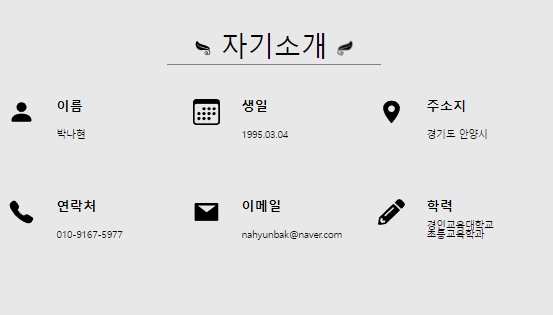 자기소개
이름
박나현
생일
1995.03.04
주소지
경기도 안양시
연락처
010-9167-5977
이메일
nahyunbak@naver.com
학력
경인교육대학교
초등교육학과